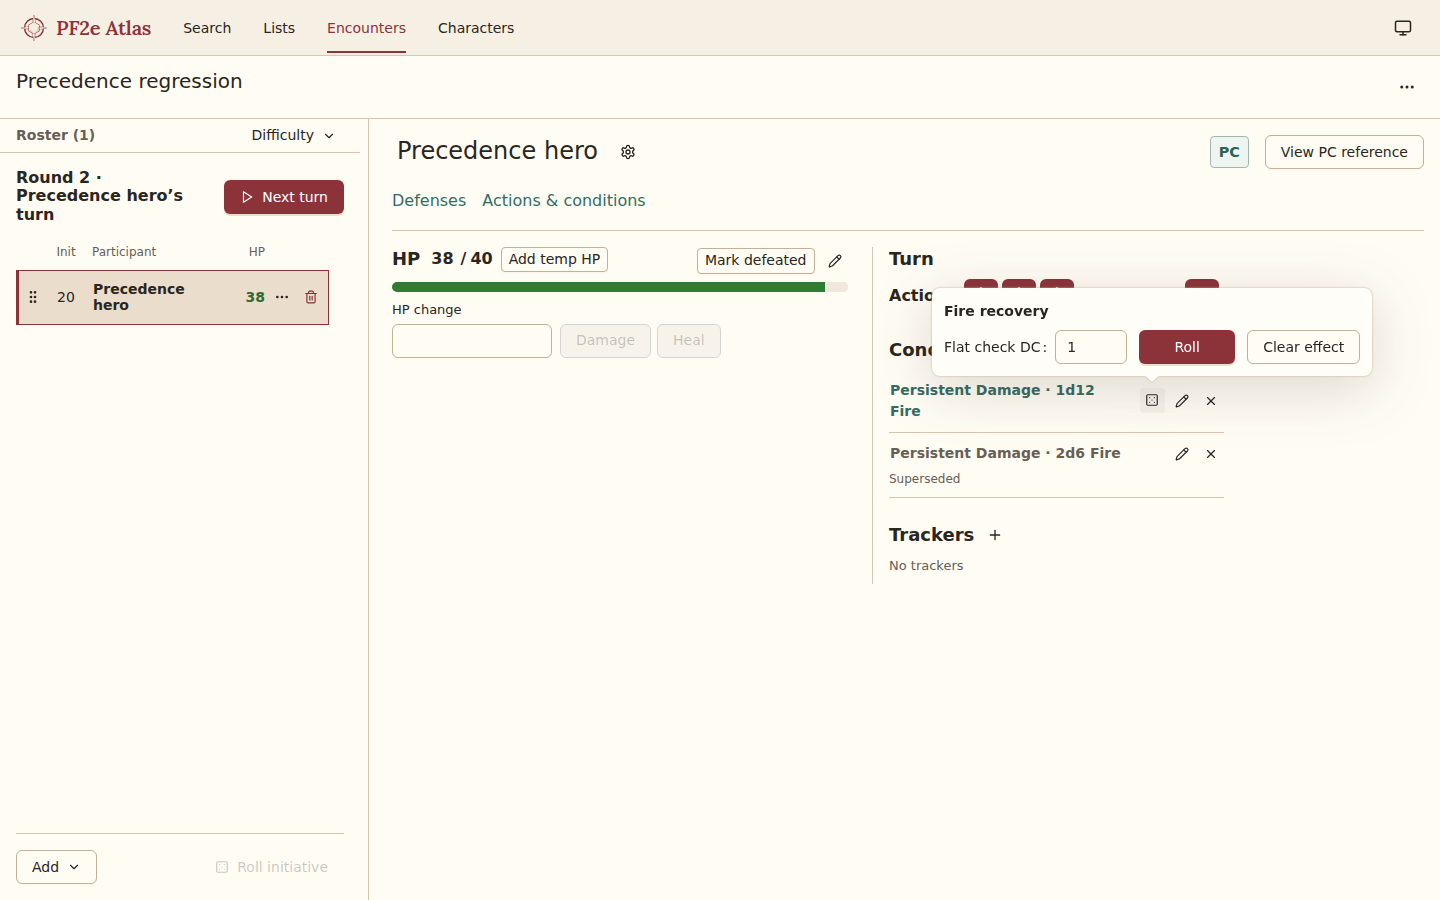 PF2e Atlas
Search
Lists
Encounters
Characters
Precedence regression
Roster (1)
Difficulty
Round 2 ·
Precedence hero’s
turn
Next turn
Init
Participant
HP
20
Precedence
hero
38
Add
Roll initiative
Precedence hero
PC
View PC reference
Defenses
Actions & conditions
HP 38 / 40
Add temp HP
Mark defeated
HP change
Damage
Heal
Turn
Fire recovery
Flat check DC:
1
Roll
Clear effect
Persistent Damage · 1d12
Fire
Persistent Damage · 2d6 Fire
Superseded
Trackers
No trackers